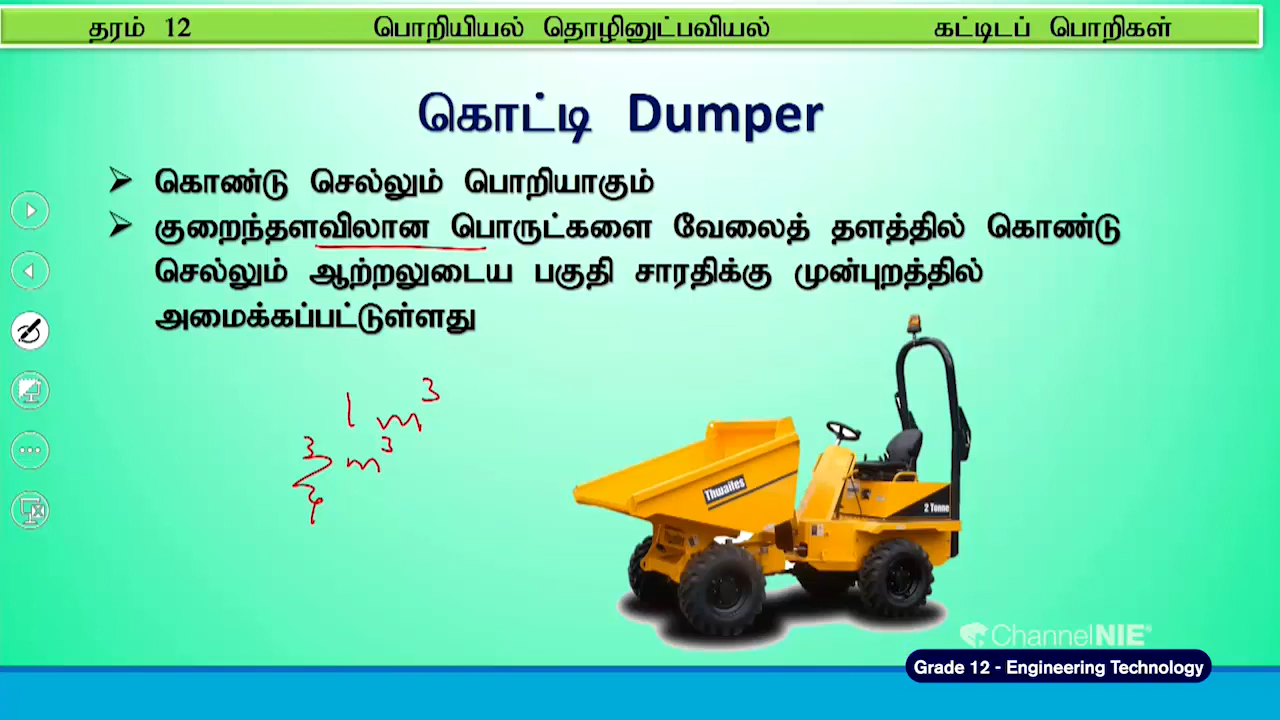 தரம் 12 பொறியியல் தொழினுட்பவியல் கட்டிடப் பொறிகள்
கொட்டி Dumper
கொண்டு செல்லும் பொறியாகும்
குறைந்தளவிலான பொருட்களை வேலைத் தளத்தில் கொண்டு
செல்லும் ஆற்றலுடைய பகுதி சாரதிக்கு முன்புறத்தில்
அமைக்கப்பட்டுள்ளது
1 m³
3/4 m³
Thwaites
2 Tonne
ChannelNIE
Grade 12 - Engineering Technology